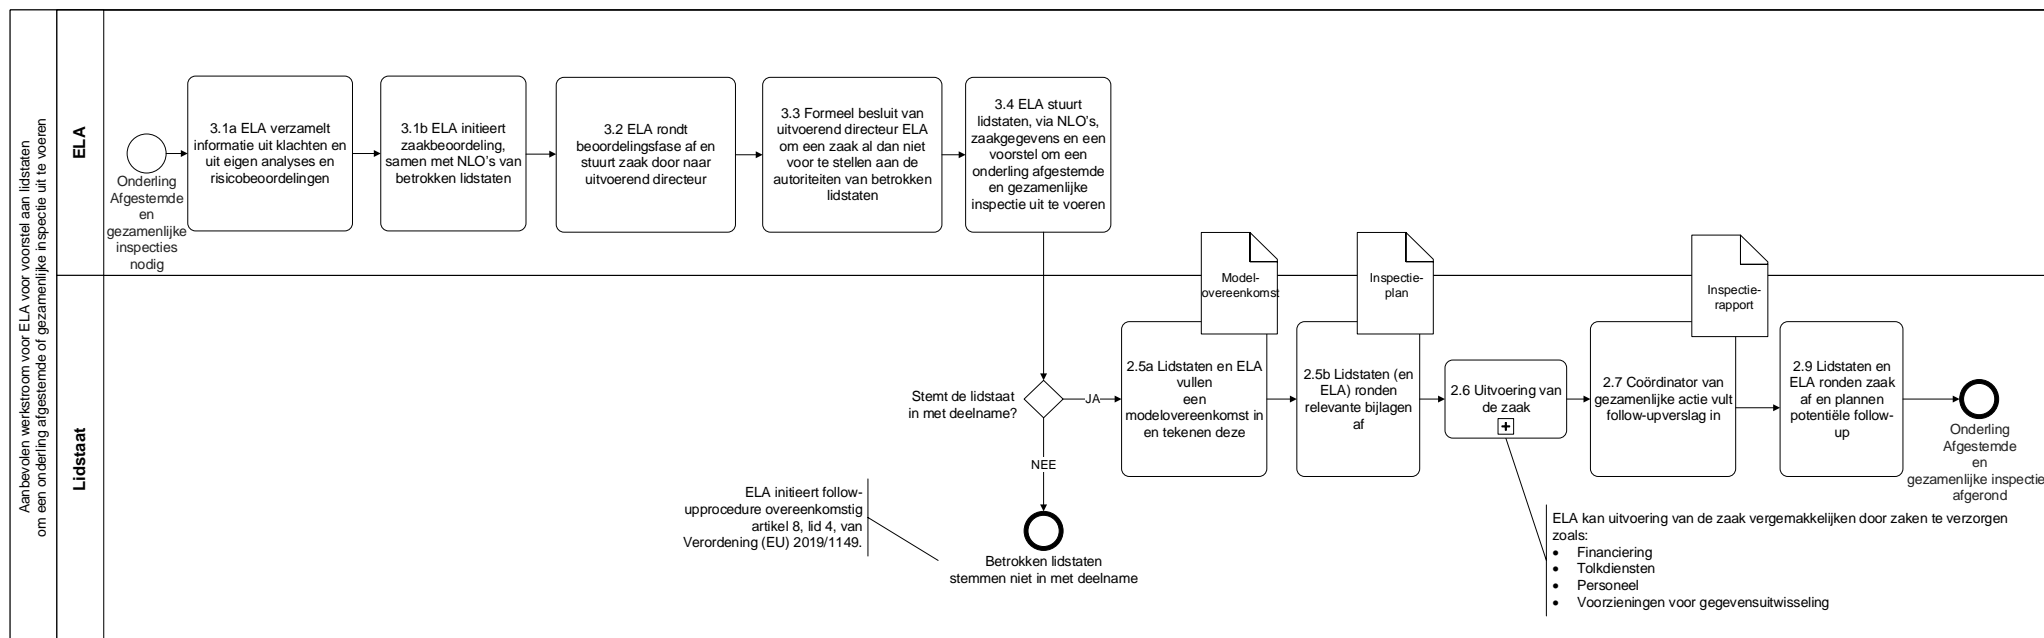 Aanbevolen werkstroom voor ELA voor voorstel aan lidstaten
om een onderling afgestemde of gezamenlijke inspectie uit te voeren
ELA
Onderling
Afgestemde
en
gezamenlijke
inspecties
nodig
3.1a ELA verzamelt
informatie uit klachten en
uit eigen analyses en
risicobeoordelingen
3.1b ELA initieert
zaakbeoordeling,
samen met NLO's van
betrokken lidstaten
3.2 ELA rondt
beoordelingsfase af en
stuurt zaak door naar
uitvoerend directeur
3.3 Formeel besluit van
uitvoerend directeur ELA
om een zaak al dan niet
voor te stellen aan de
autoriteiten van betrokken
lidstaten
3.4 ELA stuurt
lidstaten, via NLO's,
zaakgegevens en een
voorstel om een
onderling afgestemde
en gezamenlijke
inspectie uit te voeren
Lidstaat
Stemt de lidstaat
in met deelname?
JA
NEE
ELA initieert follow-
upprocedure overeenkomstig
artikel 8, lid 4, van
Verordening (EU) 2019/1149.
Betrokken lidstaten
stemmen niet in met deelname
Model-
overeenkomst
2.5a Lidstaten en ELA
vullen
een
modelovereenkomst in
en tekenen deze
Inspectie-
plan
2.5b Lidstaten (en
ELA) ronden
relevante bijlagen
af
2.6 Uitvoering van
de zaak
Inspectie-
rapport
2.7 Coördinator van
gezamenlijke actie vult
follow-upverslag in
2.9 Lidstaten en
ELA ronden zaak
af en plannen
potentiële follow-
up
Onderling
Afgestemde
en
gezamenlijke inspectie
afgerond
ELA kan uitvoering van de zaak vergemakkelijken door zaken te verzorgen
zoals:
• Financiering
• Tolkdiensten
• Personeel
• Voorzieningen voor gegevensuitwisseling